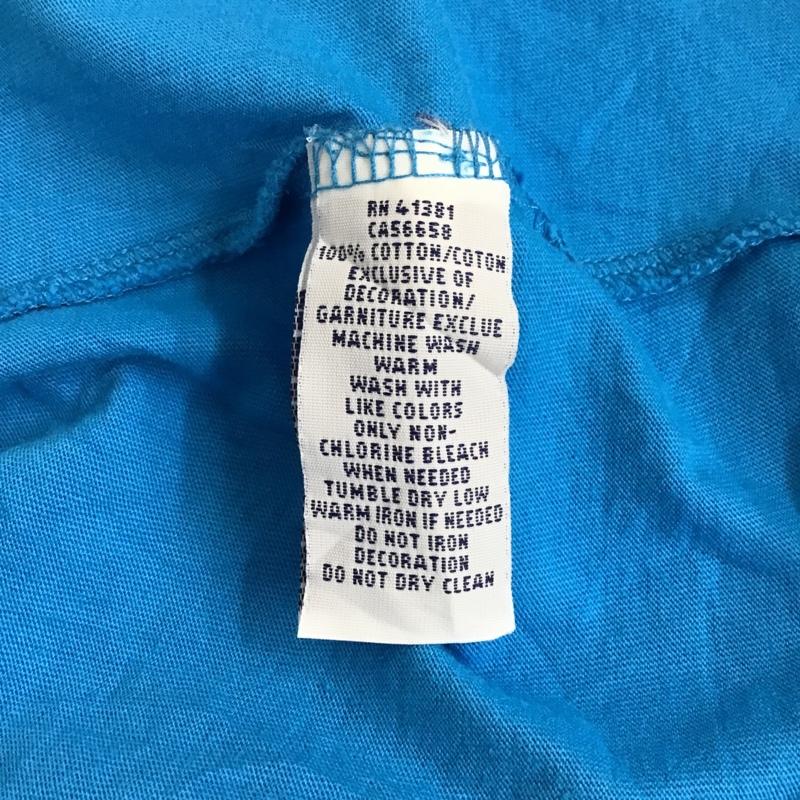 RN 41381
CA56658
100% COTTON/COTON
EXCLUSIVE OF
DECORATION/
GARNITURE EXCLUE
MACHINE WASH
WARM
WASH WITH
LIKE COLORS
ONLY NON-
CHLORINE BLEACH
WHEN NEEDED
TUMBLE DRY LOW
WARM IRON IF NEEDED
DO NOT IRON
DECORATION
DO NOT DRY CLEAN